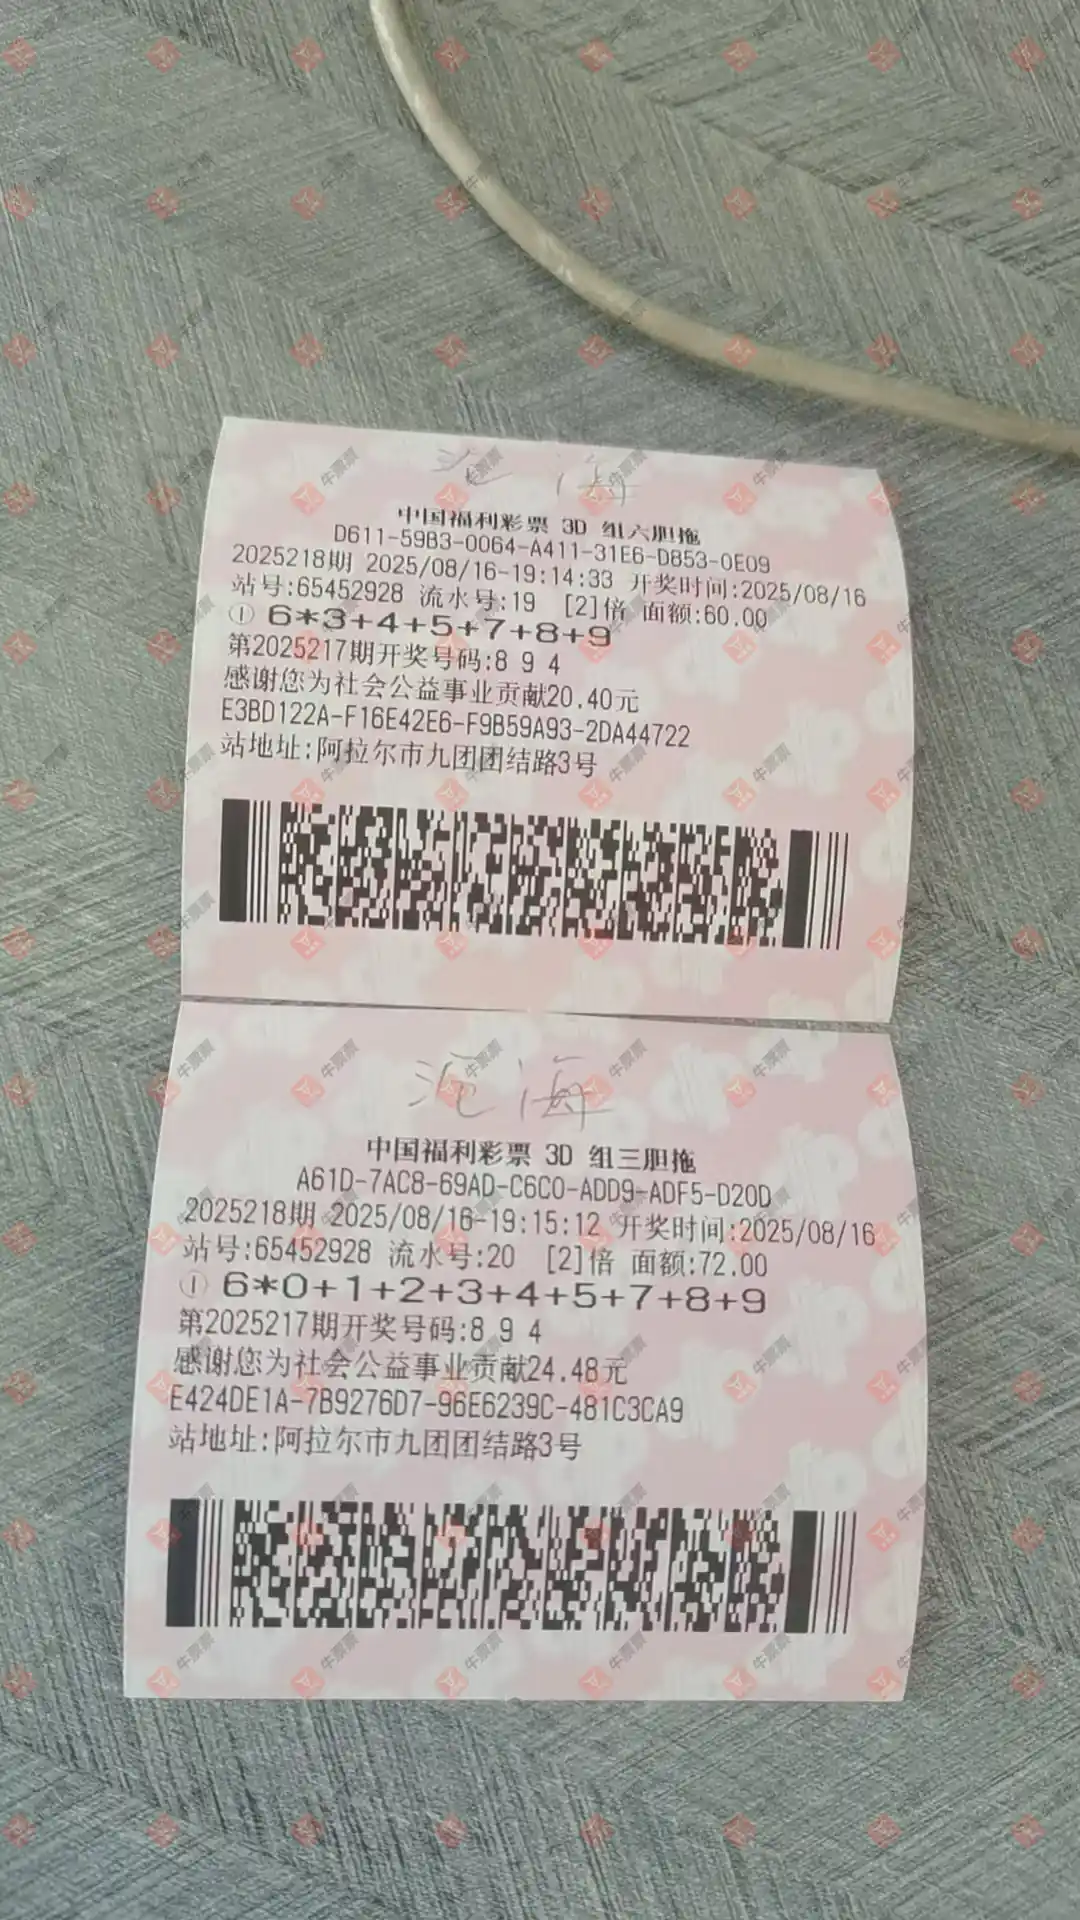 沧海
中国福利彩票 3D 组六胆拖
D611-59B3-0064-A411-31E6-D853-0E09
2025218期 2025/08/16-19:14:33 开奖时间:2025/08/16
站号:65452928 流水号:19 [2]倍 面额:60.00
① 6*3+4+5+7+8+9
第2025217期开奖号码:8 9 4
感谢您为社会公益事业贡献20.40元
E3BD122A-F16E42E6-F9B59A93-2DA44722
站地址:阿拉尔市九团团结路3号
沧海
中国福利彩票 3D 组三胆拖
A61D-7AC8-69AD-C6C0-ADD9-ADF5-D20D
2025218期 2025/08/16-19:15:12 开奖时间:2025/08/16
站号:65452928 流水号:20 [2]倍 面额:72.00
① 6*0+1+2+3+4+5+7+8+9
第2025217期开奖号码:8 9 4
感谢您为社会公益事业贡献24.48元
E424DE1A-7B9276D7-96E6239C-481C3CA9
站地址:阿拉尔市九团团结路3号
牛票票